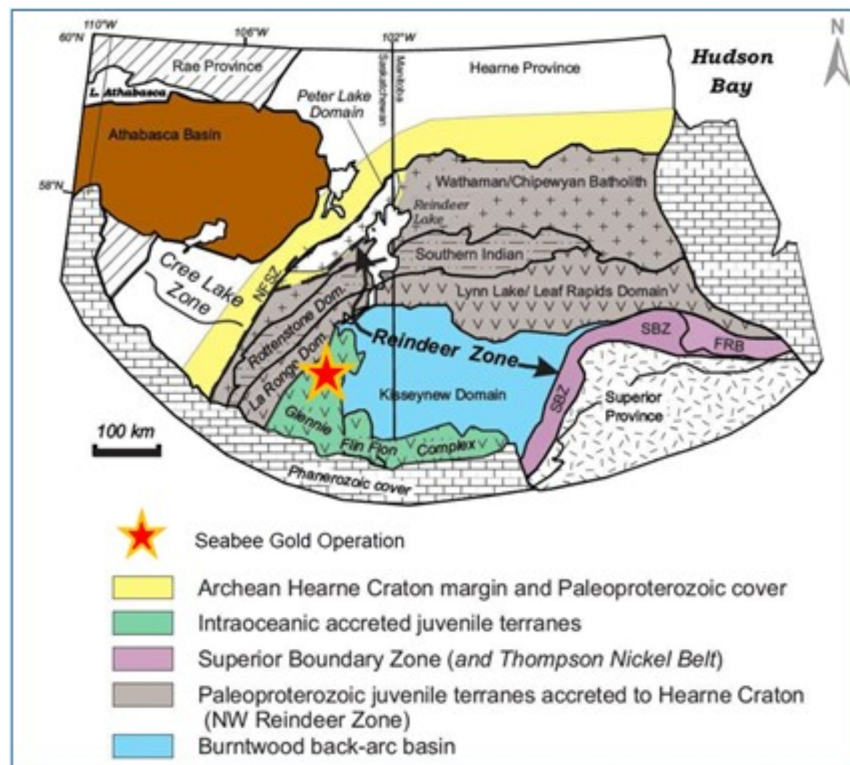 110°W
60°N
106°W
102°W
N
Rae Province
Saskatchewan
Manitoba
Hearne Province
Hudson
Bay
L. Athabasca
Peter Lake
Domain
Athabasca Basin
58°N
Wathaman/Chipewyan Batholith
Reindeer
Lake
Cree Lake
Zone
NFSZ
Southern Indian
Rottenstone Dom.
Lynn Lake/ Leaf Rapids Domain
La Ronge Dom.
Reindeer Zone
SBZ
FRB
Kisseynew Domain
SBZ
Superior
Province
Glennie
Flin Flon
Complex
100 km
Phanerozoic cover
Seabee Gold Operation
Archean Hearne Craton margin and Paleoproterozoic cover
Intraoceanic accreted juvenile terranes
Superior Boundary Zone (and Thompson Nickel Belt)
Paleoproterozoic juvenile terranes accreted to Hearne Craton
(NW Reindeer Zone)
Burntwood back-arc basin